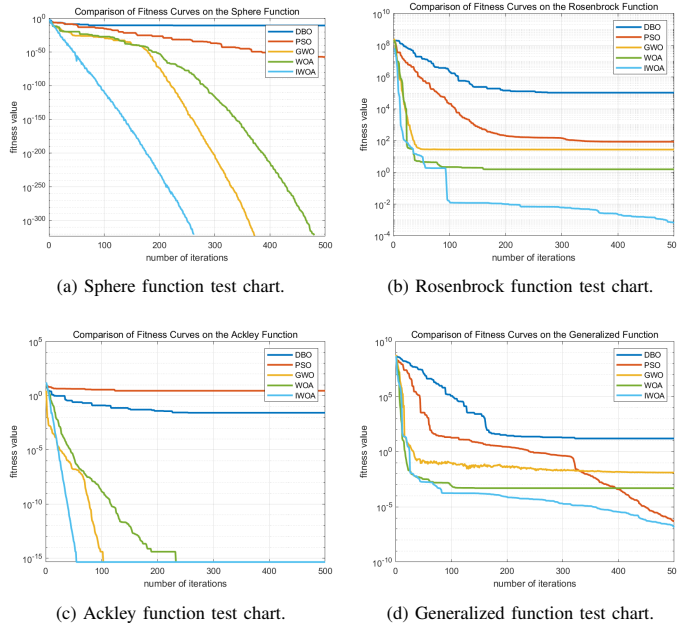 Comparison of Fitness Curves on the Sphere Function
10^0
10^-50
10^-100
10^-150
10^-200
10^-250
10^-300
fitness value
DBO
PSO
GWO
WOA
IWOA
0 100 200 300 400 500
number of iterations
(a) Sphere function test chart.
Comparison of Fitness Curves on the Rosenbrock Function
10^10
10^8
10^6
10^4
10^2
10^0
10^-2
10^-4
fitness value
DBO
PSO
GWO
WOA
IWOA
0 100 200 300 400 500
number of iterations
(b) Rosenbrock function test chart.
Comparison of Fitness Curves on the Ackley Function
10^5
10^0
10^-5
10^-10
10^-15
fitness value
DBO
PSO
GWO
WOA
IWOA
0 100 200 300 400 500
number of iterations
(c) Ackley function test chart.
Comparison of Fitness Curves on the Generalized Function
10^10
10^5
10^0
10^-5
10^-10
fitness value
DBO
PSO
GWO
WOA
IWOA
0 100 200 300 400 500
number of iterations
(d) Generalized function test chart.